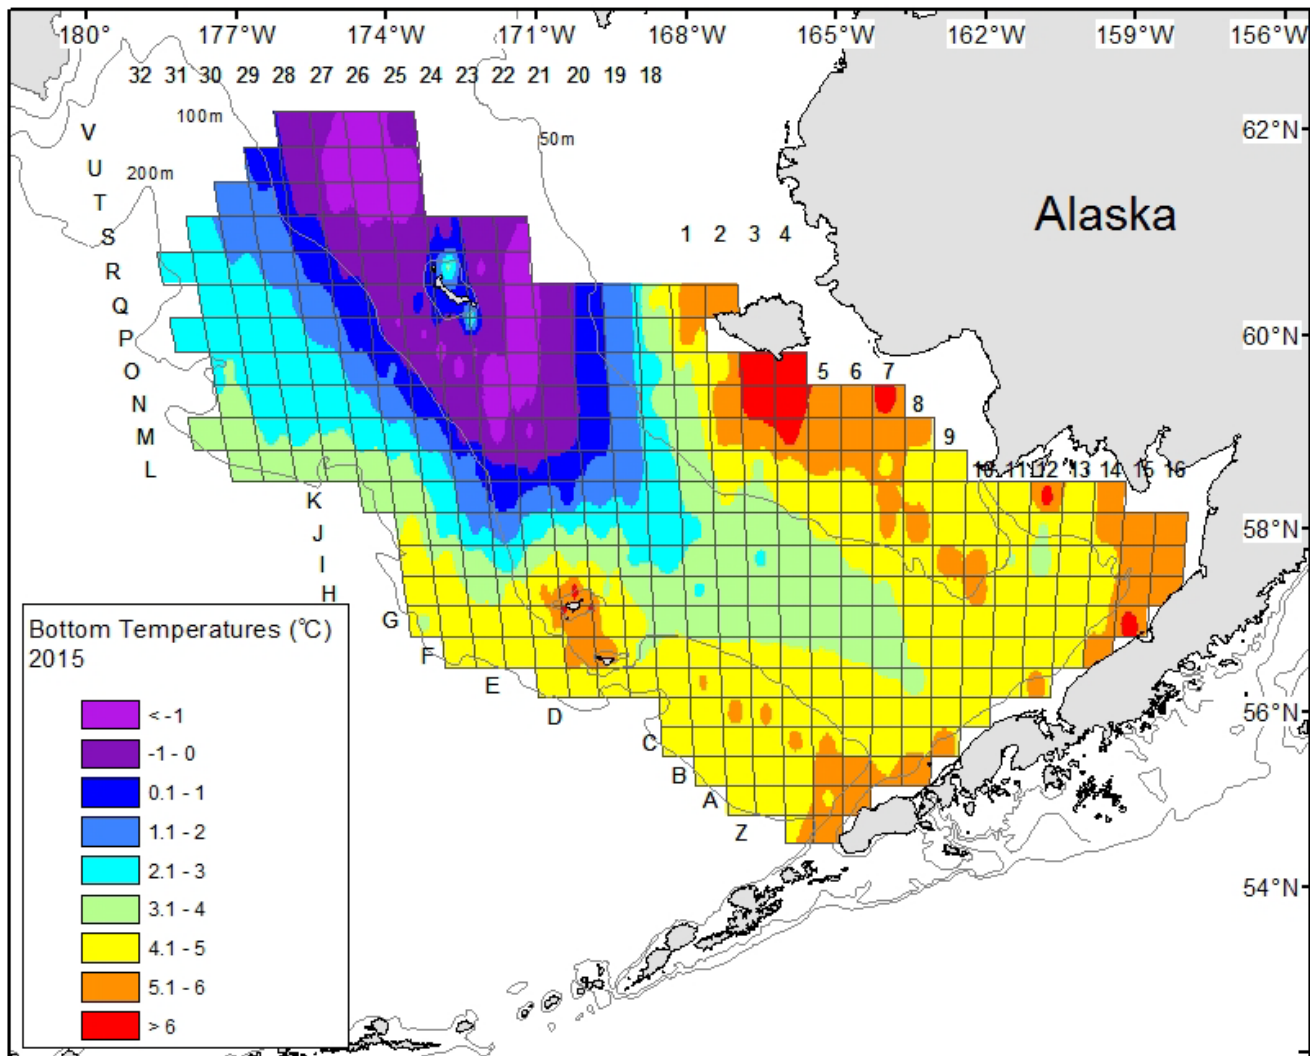 180° 177°W 174°W 171°W 168°W 165°W 162°W 159°W 156°W
32 31 30 29 28 27 26 25 24 23 22 21 20 19 18
100m
V
50m
62°N
U
200m
T
Alaska
S
1 2 3 4
R
Q
P
60°N
O
5 6 7
N
8
M
9
L
10 11 12 13 14 15 16
K
58°N
J
I
H
G
F
E
D
56°N
C
B
A
Z
54°N
Bottom Temperatures (°C)
2015
< -1
-1 - 0
0.1 - 1
1.1 - 2
2.1 - 3
3.1 - 4
4.1 - 5
5.1 - 6
> 6